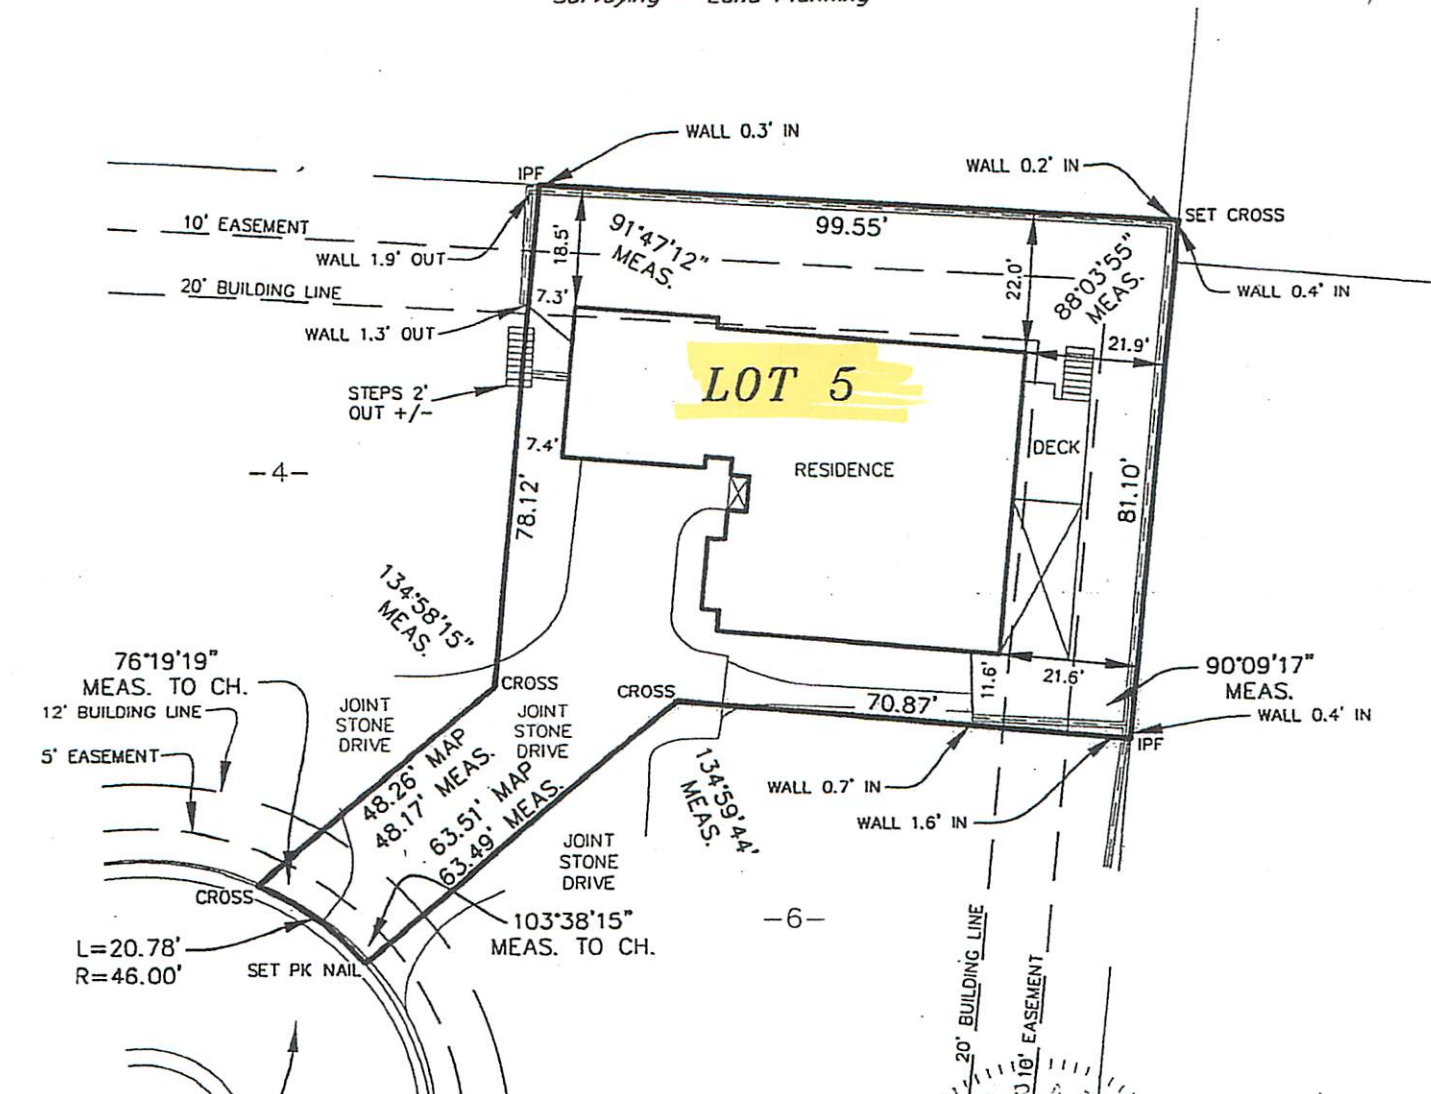 WALL 0.3' IN
WALL 0.2' IN
IPF
SET CROSS
10' EASEMENT
99.55'
91°47'12"
MEAS.
18.5'
WALL 1.9' OUT
22.0'
88°03'55"
MEAS.
WALL 0.4' IN
20' BUILDING LINE
7.3'
WALL 1.3' OUT
21.9'
LOT 5
STEPS 2'
OUT +/-
7.4'
DECK
-4-
RESIDENCE
78.12'
81.10'
134°58'15"
MEAS.
76°19'19"
MEAS. TO CH.
CROSS
CROSS
90°09'17"
MEAS.
11.6'
21.6'
12' BUILDING LINE
JOINT
STONE
DRIVE
JOINT
STONE
DRIVE
70.87'
WALL 0.4' IN
IPF
5' EASEMENT
48.26' MAP
48.17' MEAS.
63.51' MAP
63.49' MEAS.
134°59'44"
MEAS.
WALL 0.7' IN
WALL 1.6' IN
JOINT
STONE
DRIVE
CROSS
-6-
103°38'15"
MEAS. TO CH.
L=20.78'
R=46.00'
SET PK NAIL
20' BUILDING LINE
10' EASEMENT